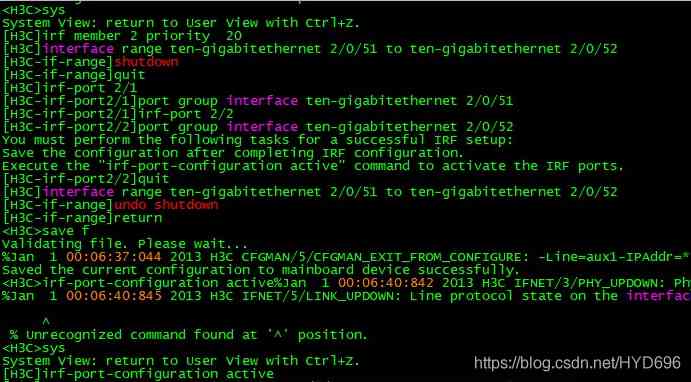 <H3C>sys
System View: return to User View with Ctrl+Z.
[H3C]irf member 2 priority  20
[H3C]interface range ten-gigabitethernet 2/0/51 to ten-gigabitethernet 2/0/52
[H3C-if-range]shutdown
[H3C-if-range]quit
[H3C]irf-port 2/1
[H3C-irf-port2/1]port group interface ten-gigabitethernet 2/0/51
[H3C-irf-port2/1]irf-port 2/2
[H3C-irf-port2/2]port group interface ten-gigabitethernet 2/0/52
You must perform the following tasks for a successful IRF setup:
Save the configuration after completing IRF configuration.
Execute the "irf-port-configuration active" command to activate the IRF ports.
[H3C-irf-port2/2]quit
[H3C]interface range ten-gigabitethernet 2/0/51 to ten-gigabitethernet 2/0/52
[H3C-if-range]undo shutdown
[H3C-if-range]return
<H3C>save f
Validating file. Please wait...
%Jan  1 00:06:37:044 2013 H3C CFGMAN/5/CFGMAN_EXIT_FROM_CONFIGURE: -Line=aux1-IPAddr=*
Saved the current configuration to mainboard device successfully.
<H3C>irf-port-configuration active%Jan  1 00:06:40:842 2013 H3C IFNET/3/PHY_UPDOWN: Ph
%Jan  1 00:06:40:845 2013 H3C IFNET/5/LINK_UPDOWN: Line protocol state on the interfac
^
% Unrecognized command found at '^' position.
<H3C>sys
System View: return to User View with Ctrl+Z.
[H3C]irf-port-configuration active
https://blog.csdn.net/HYD696